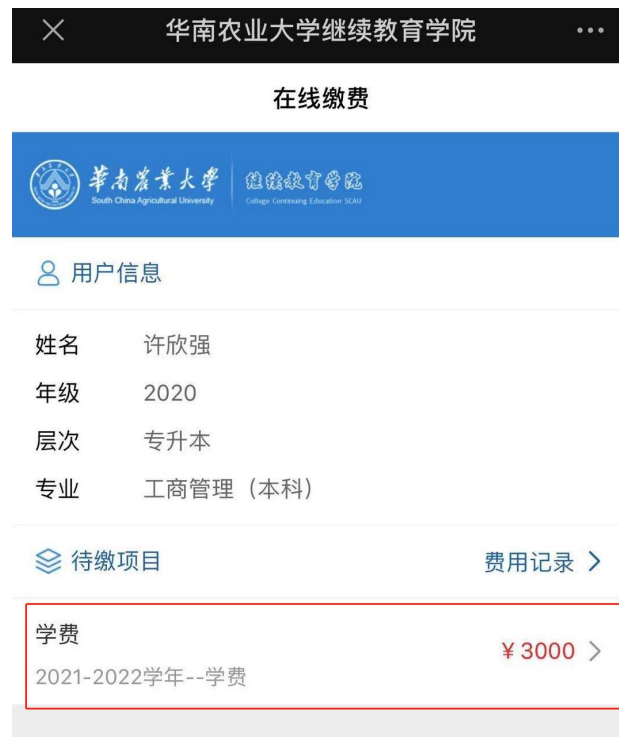 华南农业大学继续教育学院
在线缴费
華南農業大學 继续教育学院
South China Agricultural University College Continuing Education SCAU
用户信息
姓名 许欣强
年级 2020
层次 专升本
专业 工商管理（本科）
待缴项目 费用记录
学费
¥ 3000
2021-2022学年--学费